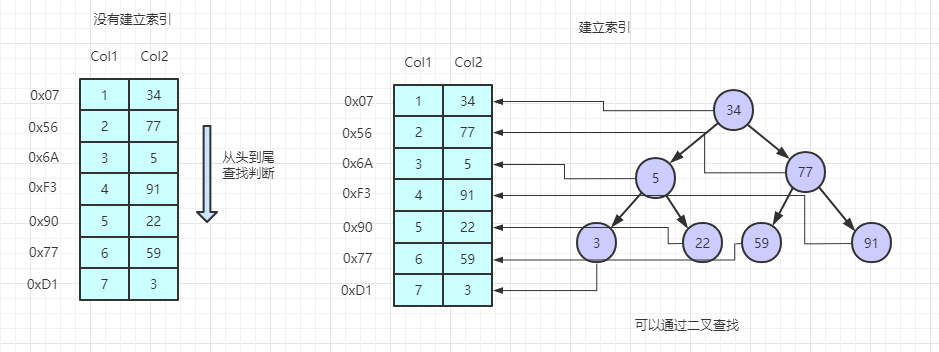 没有建立索引
Col1 Col2
0x07 1 34
0x56 2 77
0x6A 3 5
0xF3 4 91
0x90 5 22
0x77 6 59
0xD1 7 3
从头到尾
查找判断
建立索引
Col1 Col2
0x07 1 34
0x56 2 77
0x6A 3 5
0xF3 4 91
0x90 5 22
0x77 6 59
0xD1 7 3
34
5 77
3 22 59 91
可以通过二叉查找